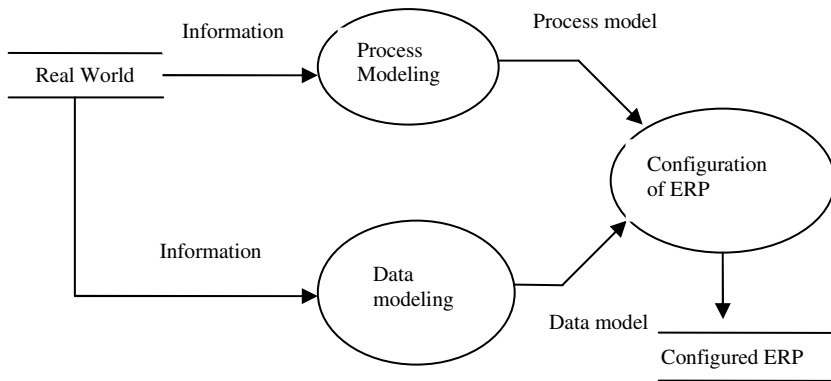 Information
Process model
Real World
Process
Modeling
Configuration
of ERP
Information
Data
modeling
Data model
Configured ERP